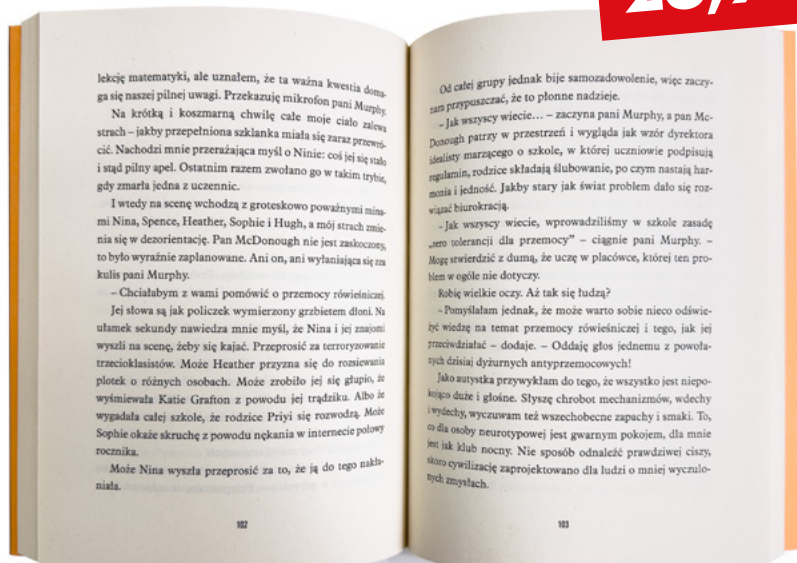 lekcję matematyki, ale uznałem, że ta ważna kwestia doma-
ga się naszej pilnej uwagi. Przekazuję mikrofon pani Murphy.
Na krótką i koszmarną chwilę całe moje ciało zalewa
strach – jakby przepełniona szklanka miała się zaraz przewró-
cić. Nachodzi mnie przerażająca myśl o Ninie: coś jej się stało
i stąd pilny apel. Ostatnim razem zwołano go w takim trybie,
gdy zmarła jedna z uczennic.
I wtedy na scenę wchodzą z groteskowo poważnymi mina-
mi Nina, Spence, Heather, Sophie i Hugh, a mój strach zmie-
nia się w dezorientację. Pan McDonough nie jest zaskoczony,
to było wyraźnie zaplanowane. Ani on, ani wyłaniająca się zza
kulis pani Murphy.
– Chciałabym z wami pomówić o przemocy rówieśniczej.
Jej słowa są jak policzek wymierzony grzbietem dłoni. Na
ułamek sekundy nawiedza mnie myśl, że Nina i jej znajomi
wyszli na scenę, żeby się kajać. Przeprosić za terroryzowanie
trzecioklasistów. Może Heather przyzna się do rozsiewania
plotek o różnych osobach. Może zrobiło jej się głupio, że
wyśmiewała Katie Grafton z powodu jej trądziku. Albo że
wygadała całej szkole, że rodzice Priyi się rozwodzą. Może
Sophie okaże skruchę z powodu nękania w internecie połowy
rocznika.
Może Nina wyszła przeprosić za to, że ją do tego nakła-
niała.
102
Od całej grupy jednak bije samozadowolenie, więc zaczy-
nam przypuszczać, że to płonne nadzieje.
– Jak wszyscy wiecie... – zaczyna pani Murphy, a pan Mc-
Donough patrzy w przestrzeń i wygląda jak wzór dyrektora
idealisty marzącego o szkole, w której uczniowie podpisują
regulamin, rodzice składają ślubowanie, po czym nastają har-
monia i jedność. Jakby stary jak świat problem dało się roz-
wiązać biurokracją.
– Jak wszyscy wiecie, wprowadziliśmy w szkole zasadę
„zero tolerancji dla przemocy” – ciągnie pani Murphy. –
Mogę stwierdzić z dumą, że uczę w placówce, której ten pro-
blem w ogóle nie dotyczy.
Robię wielkie oczy. Aż tak się łudzą?
– Pomyślałam jednak, że może warto sobie nieco odświe-
żyć wiedzę na temat przemocy rówieśniczej i tego, jak jej
przeciwdziałać – dodaje. – Oddaję głos jednemu z powoła-
nych dzisiaj dyżurnych antyprzemocowych!
Jako autystka przywykłam do tego, że wszystko jest niepo-
kojąco duże i głośne. Słyszę chrobot mechanizmów, wdechy
i wydechy, wyczuwam też wszechobecne zapachy i smaki. To,
co dla osoby neurotypowej jest gwarnym pokojem, dla mnie
jest jak klub nocny. Nie sposób odnaleźć prawdziwej ciszy,
skoro cywilizację zaprojektowano dla ludzi o mniej wyczulo-
nych zmysłach.
103